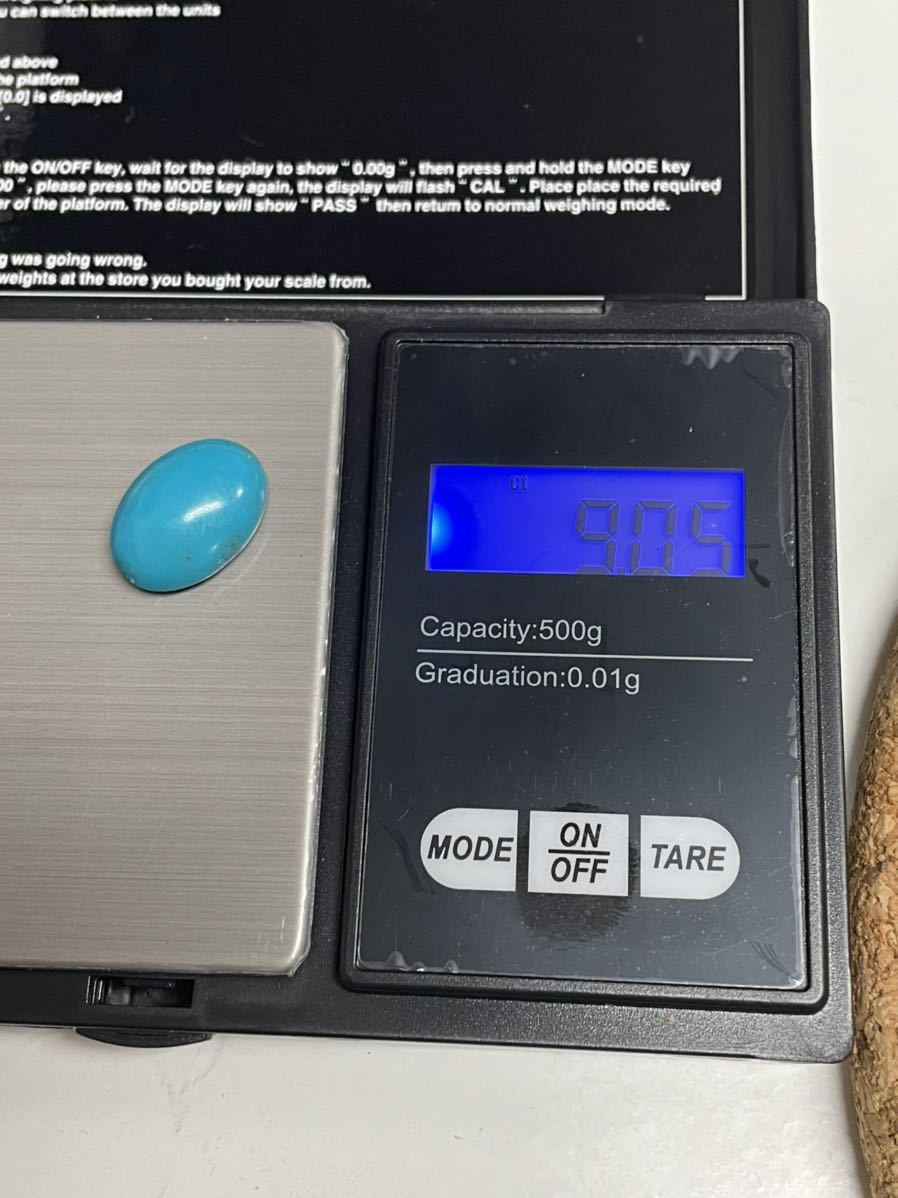 u can switch between the units
d above
he platform
[0.0] is displayed
the ON/OFF key, wait for the display to show " 0.00g ", then press and hold the MODE key
00 ", please press the MODE key again, the display will flash " CAL ". Place place the required
er of the platform. The display will show " PASS " then return to normal weighing mode.
g was going wrong.
weights at the store you bought your scale from.
ct
9.05
Capacity:500g
Graduation:0.01g
MODE
ON
OFF
TARE